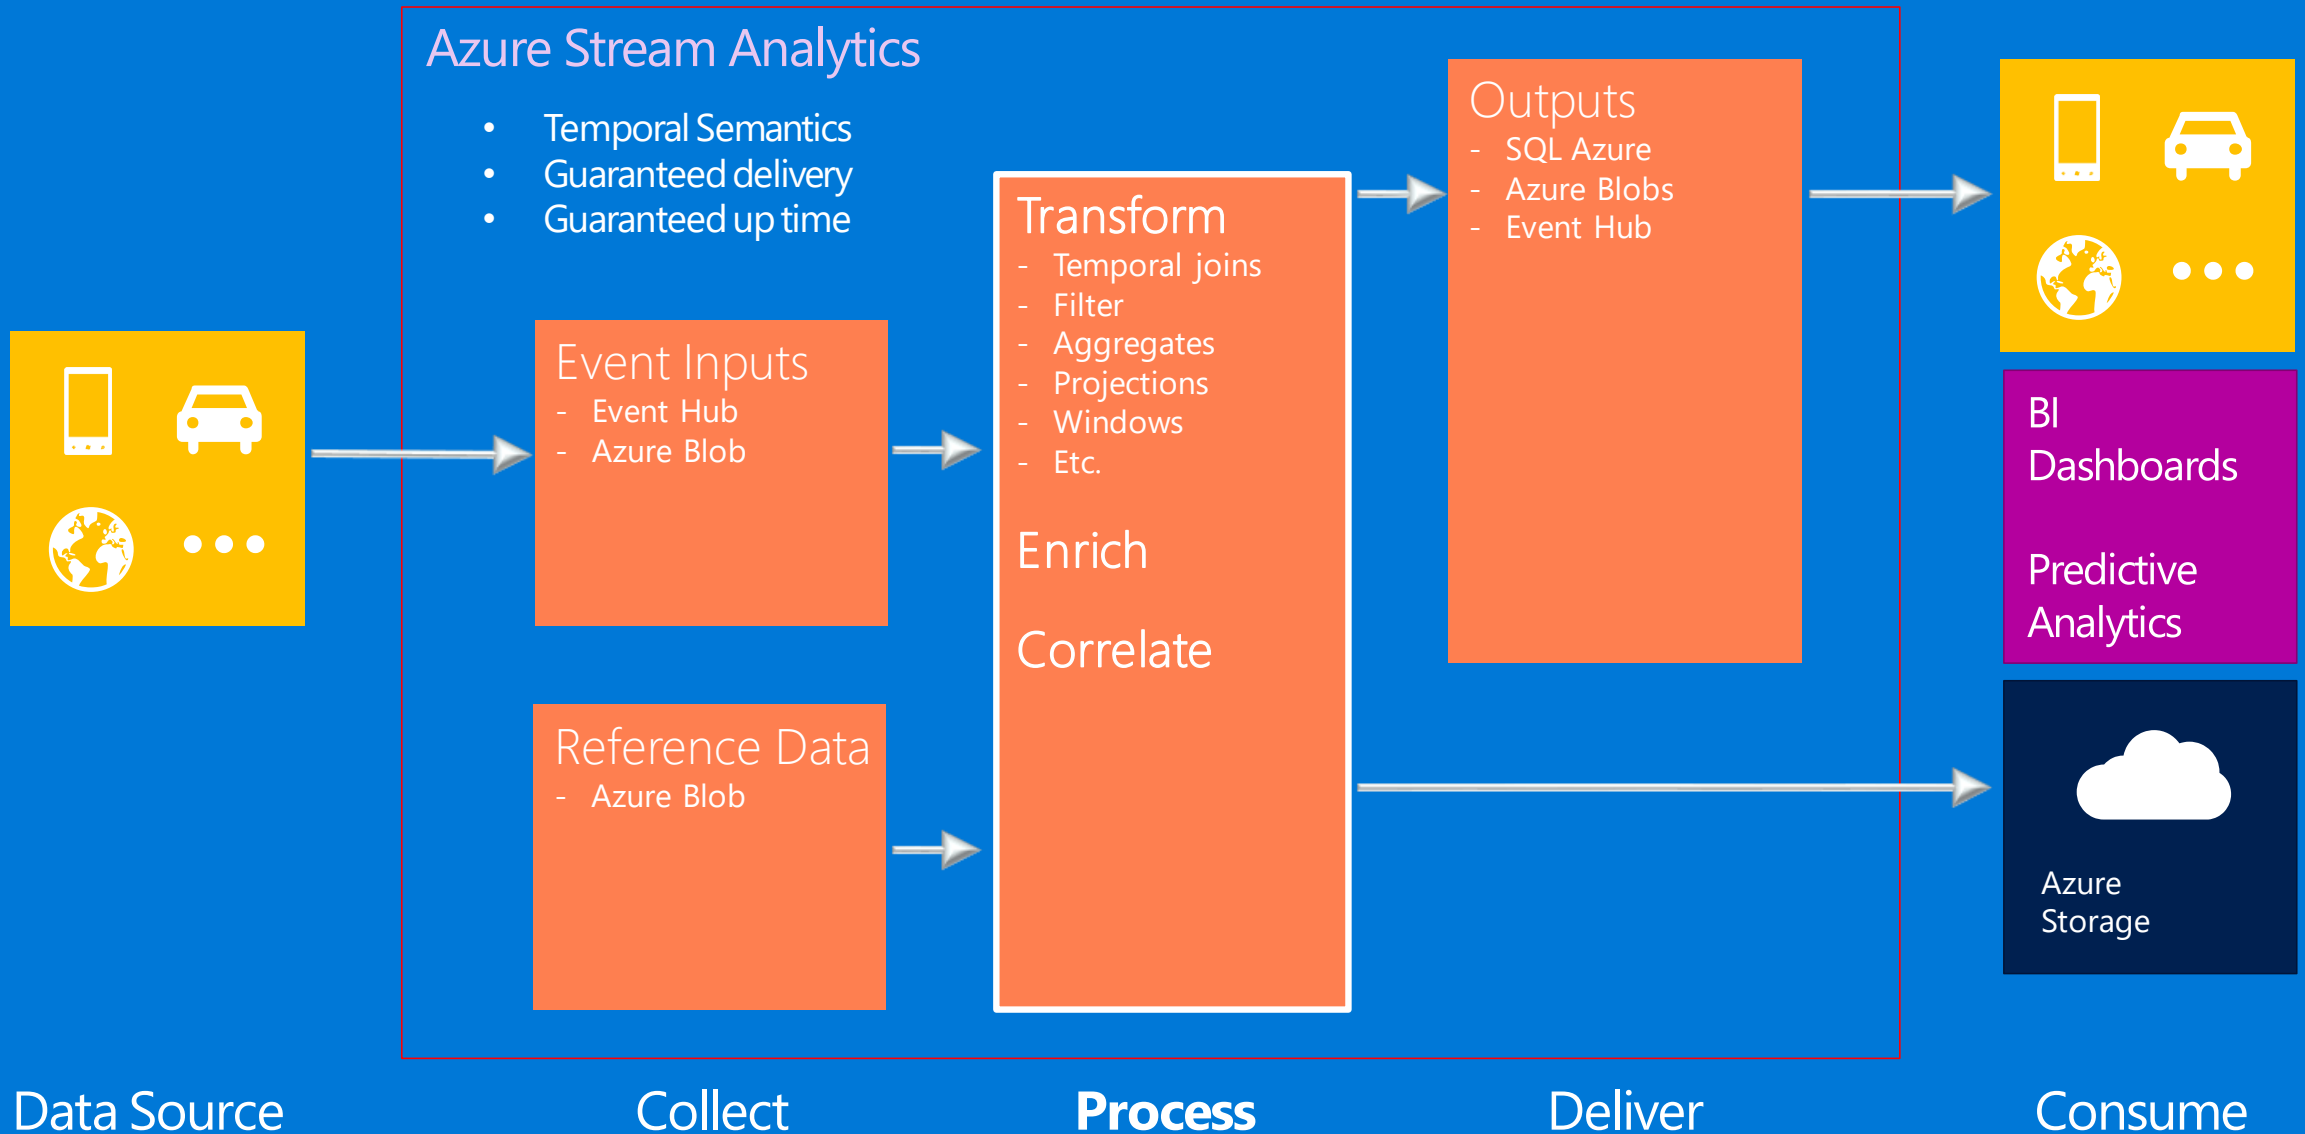 Azure Stream Analytics
• Temporal Semantics
• Guaranteed delivery
• Guaranteed up time
Event Inputs
- Event Hub
- Azure Blob
Reference Data
- Azure Blob
Transform
- Temporal joins
- Filter
- Aggregates
- Projections
- Windows
- Etc.
Enrich
Correlate
Outputs
- SQL Azure
- Azure Blobs
- Event Hub
BI
Dashboards
Predictive
Analytics
Azure
Storage
Data Source
Collect
Process
Deliver
Consume